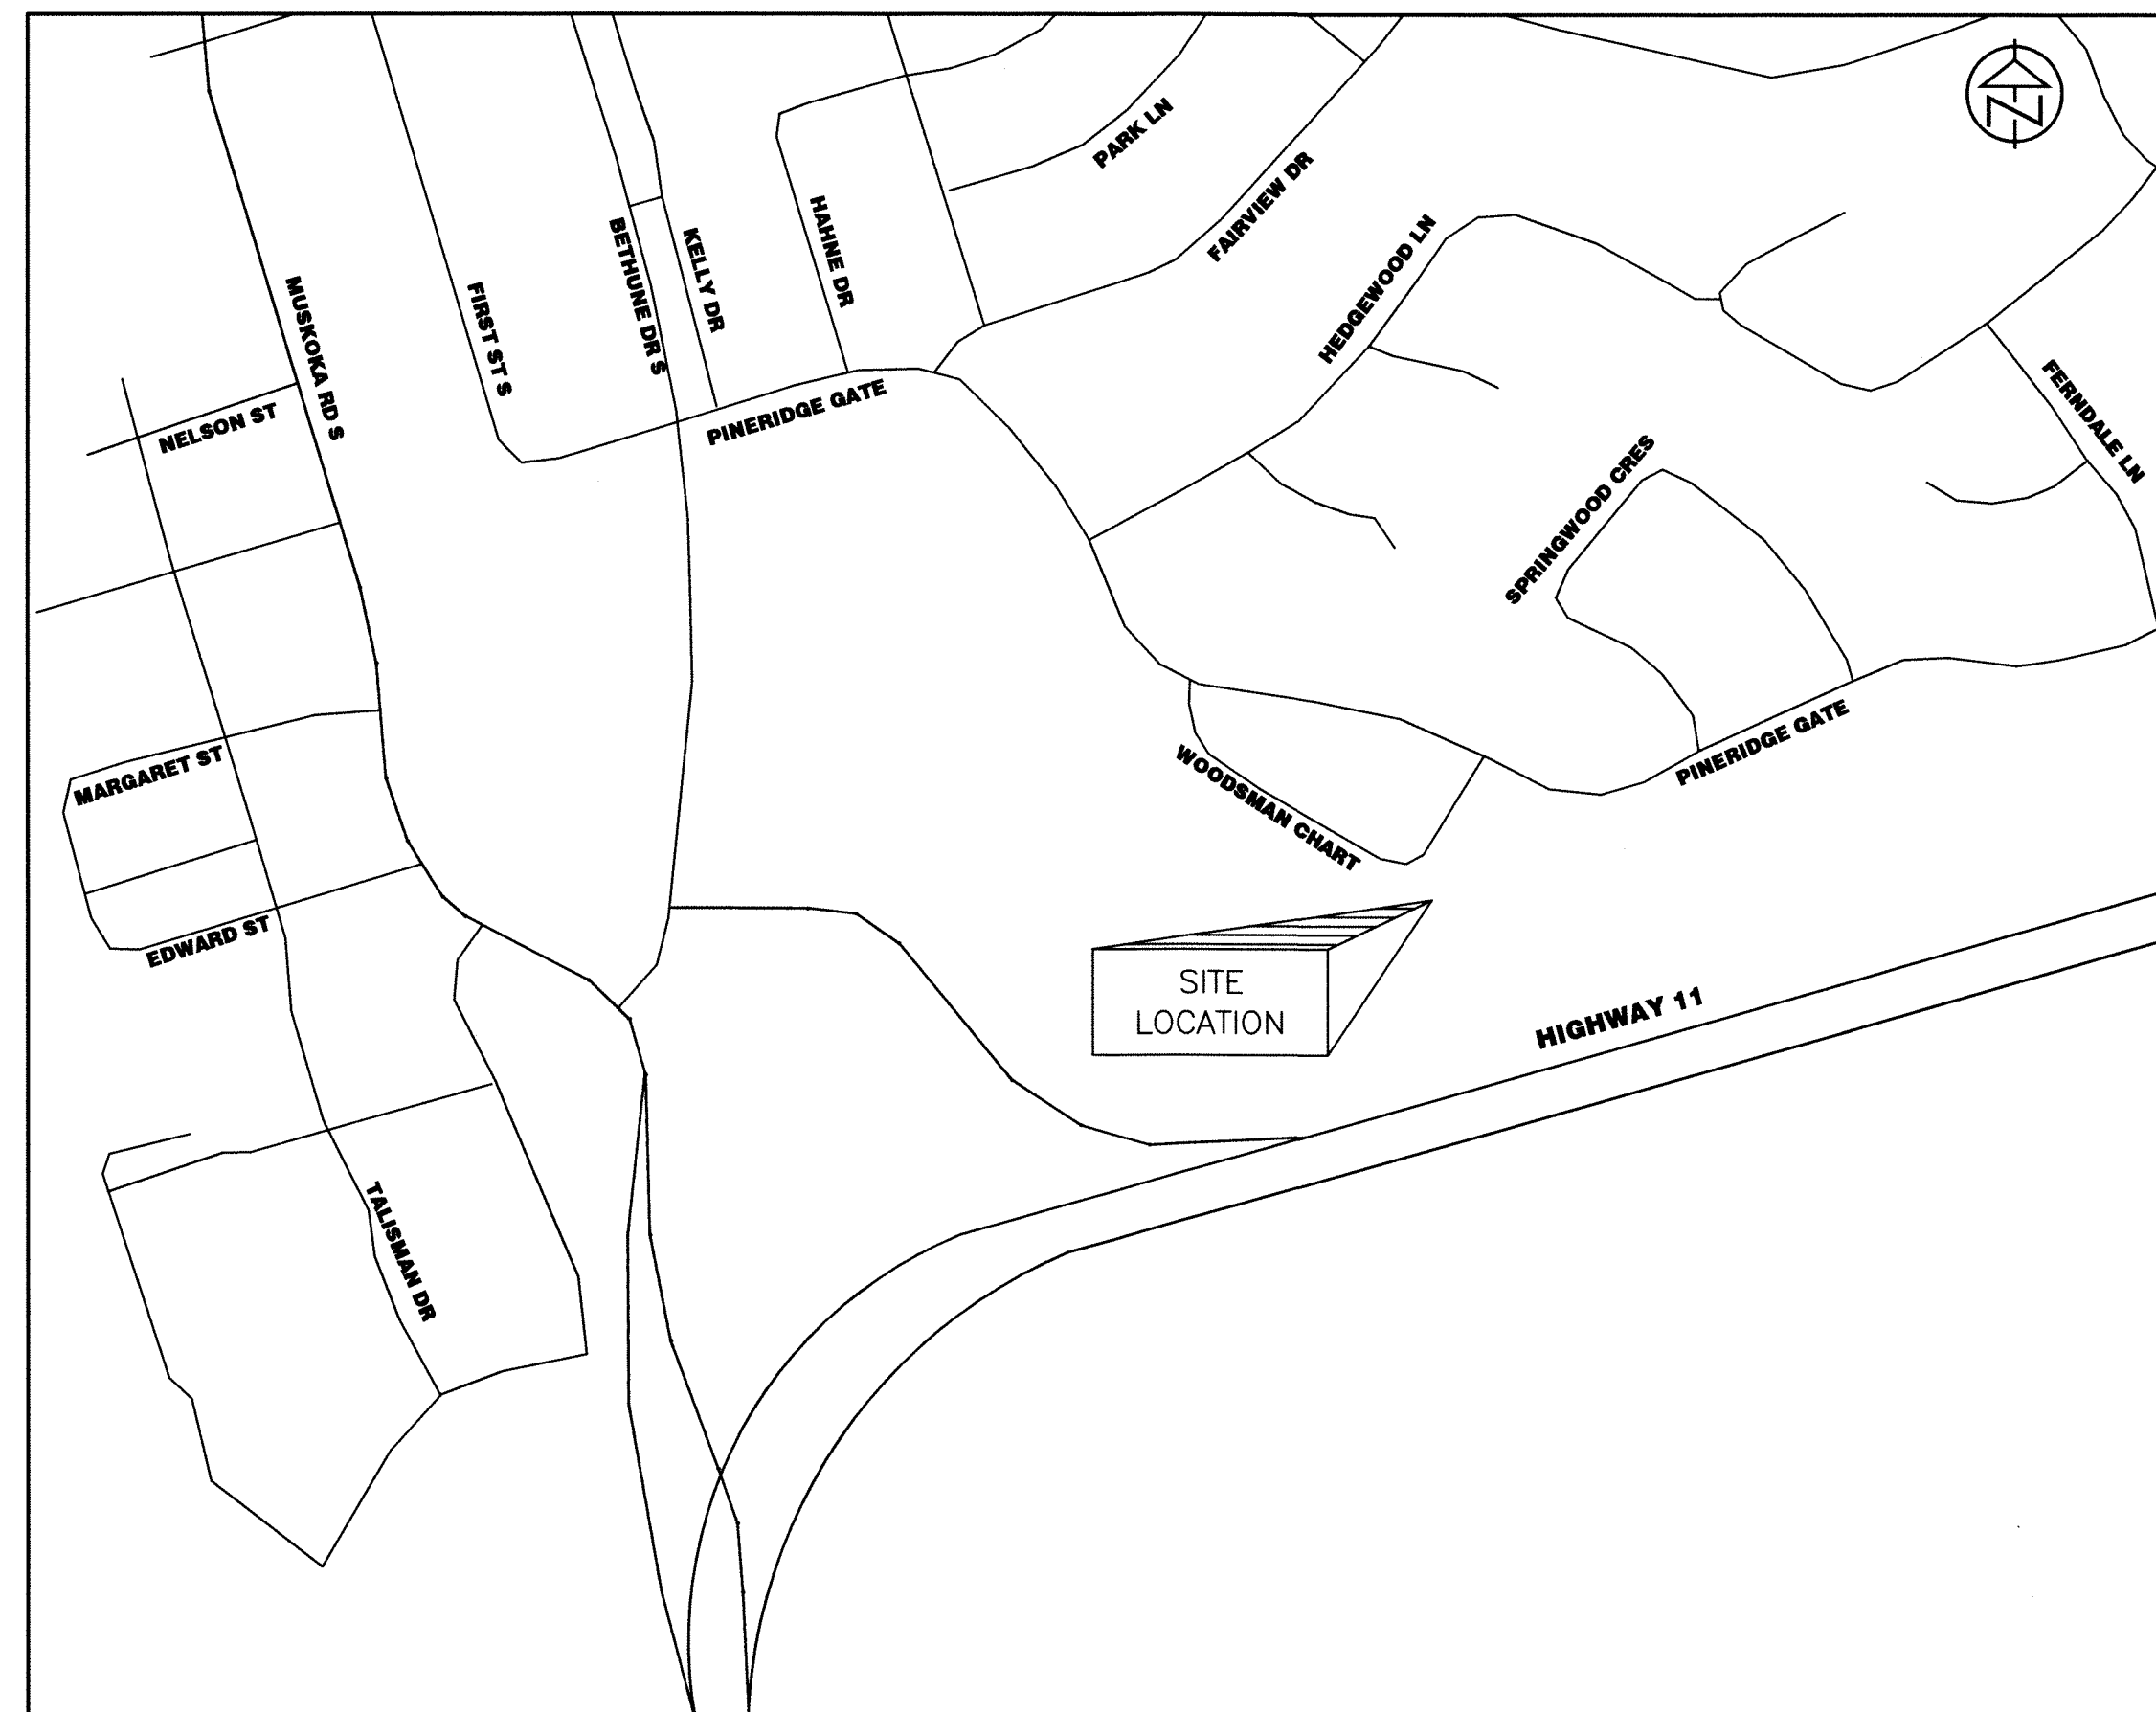 N
PARK LN
FAIRVIEW DR
HAHNE DR
HEDGEWOOD LN
KELLY DR
BETHUNE DR S
MUSKOKA RD S
FIRST ST S
NELSON ST
PINERIDGE GATE
FERNDALE LN
SPRINGWOOD CRES
MARGARET ST
WOODSMAN CHART
PINERIDGE GATE
EDWARD ST
SITE
LOCATION
HIGHWAY 11
TALISMAN DR